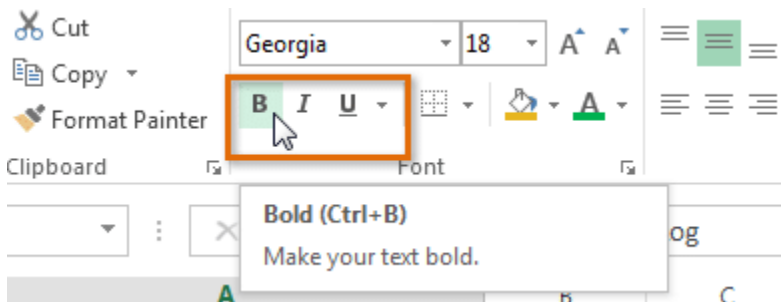 Cut
Georgia 18 A A
Copy
B I U A
Format Painter
Clipboard Font
Bold (Ctrl+B)
Make your text bold.
og
A B C